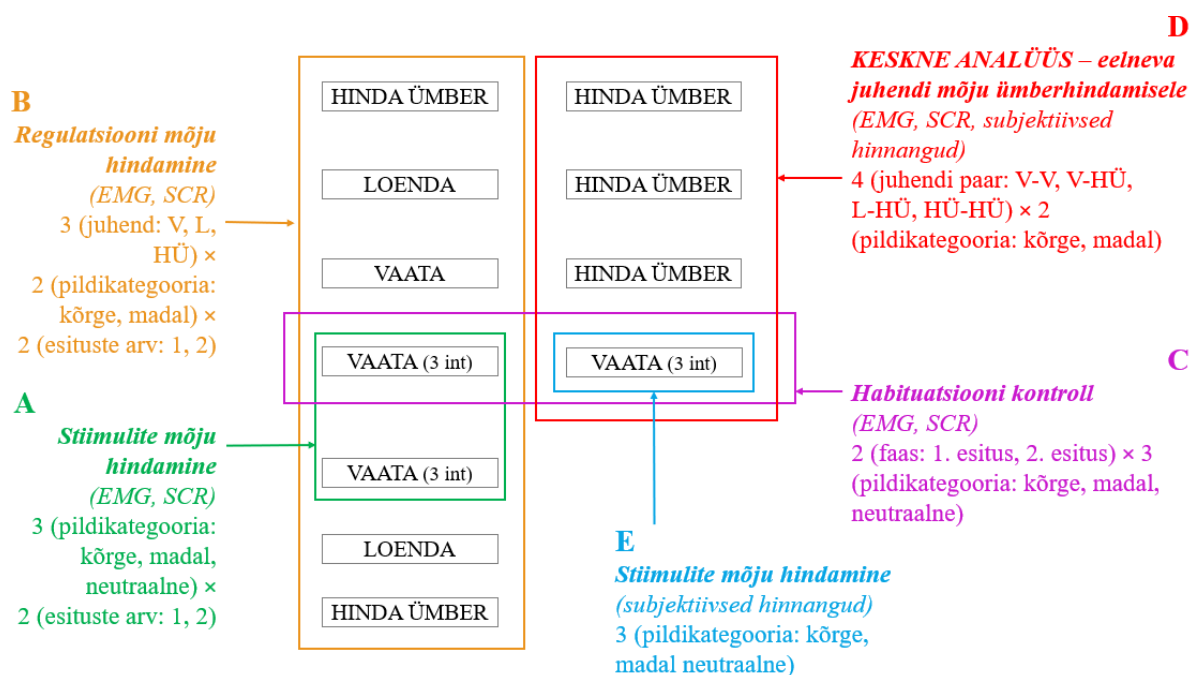 B
Regulatsiooni mõju
hindamine
(EMG, SCR)
3 (juhend: V, L,
HÜ) ×
2 (pildikategooria:
kõrge, madal) ×
2 (esituste arv: 1, 2)
A
Stiimulite mõju
hindamine
(EMG, SCR)
3 (pildikategooria:
kõrge, madal,
neutraalne) ×
2 (esituste arv: 1, 2)
HINDA ÜMBER
LOENDA
VAATA
VAATA (3 int)
VAATA (3 int)
LOENDA
HINDA ÜMBER
HINDA ÜMBER
HINDA ÜMBER
HINDA ÜMBER
VAATA (3 int)
D
KESKNE ANALÜÜS – eelneva
juhendi mõju ümberhindamisele
(EMG, SCR, subjektiivsed
hinnangud)
4 (juhendi paar: V-V, V-HÜ,
L-HÜ, HÜ-HÜ) × 2
(pildikategooria: kõrge, madal)
C
Habituatsiooni kontroll
(EMG, SCR)
2 (faas: 1. esitus, 2. esitus) × 3
(pildikategooria: kõrge, madal,
neutraalne)
E
Stiimulite mõju hindamine
(subjektiivsed hinnangud)
3 (pildikategooria: kõrge,
madal neutraalne)